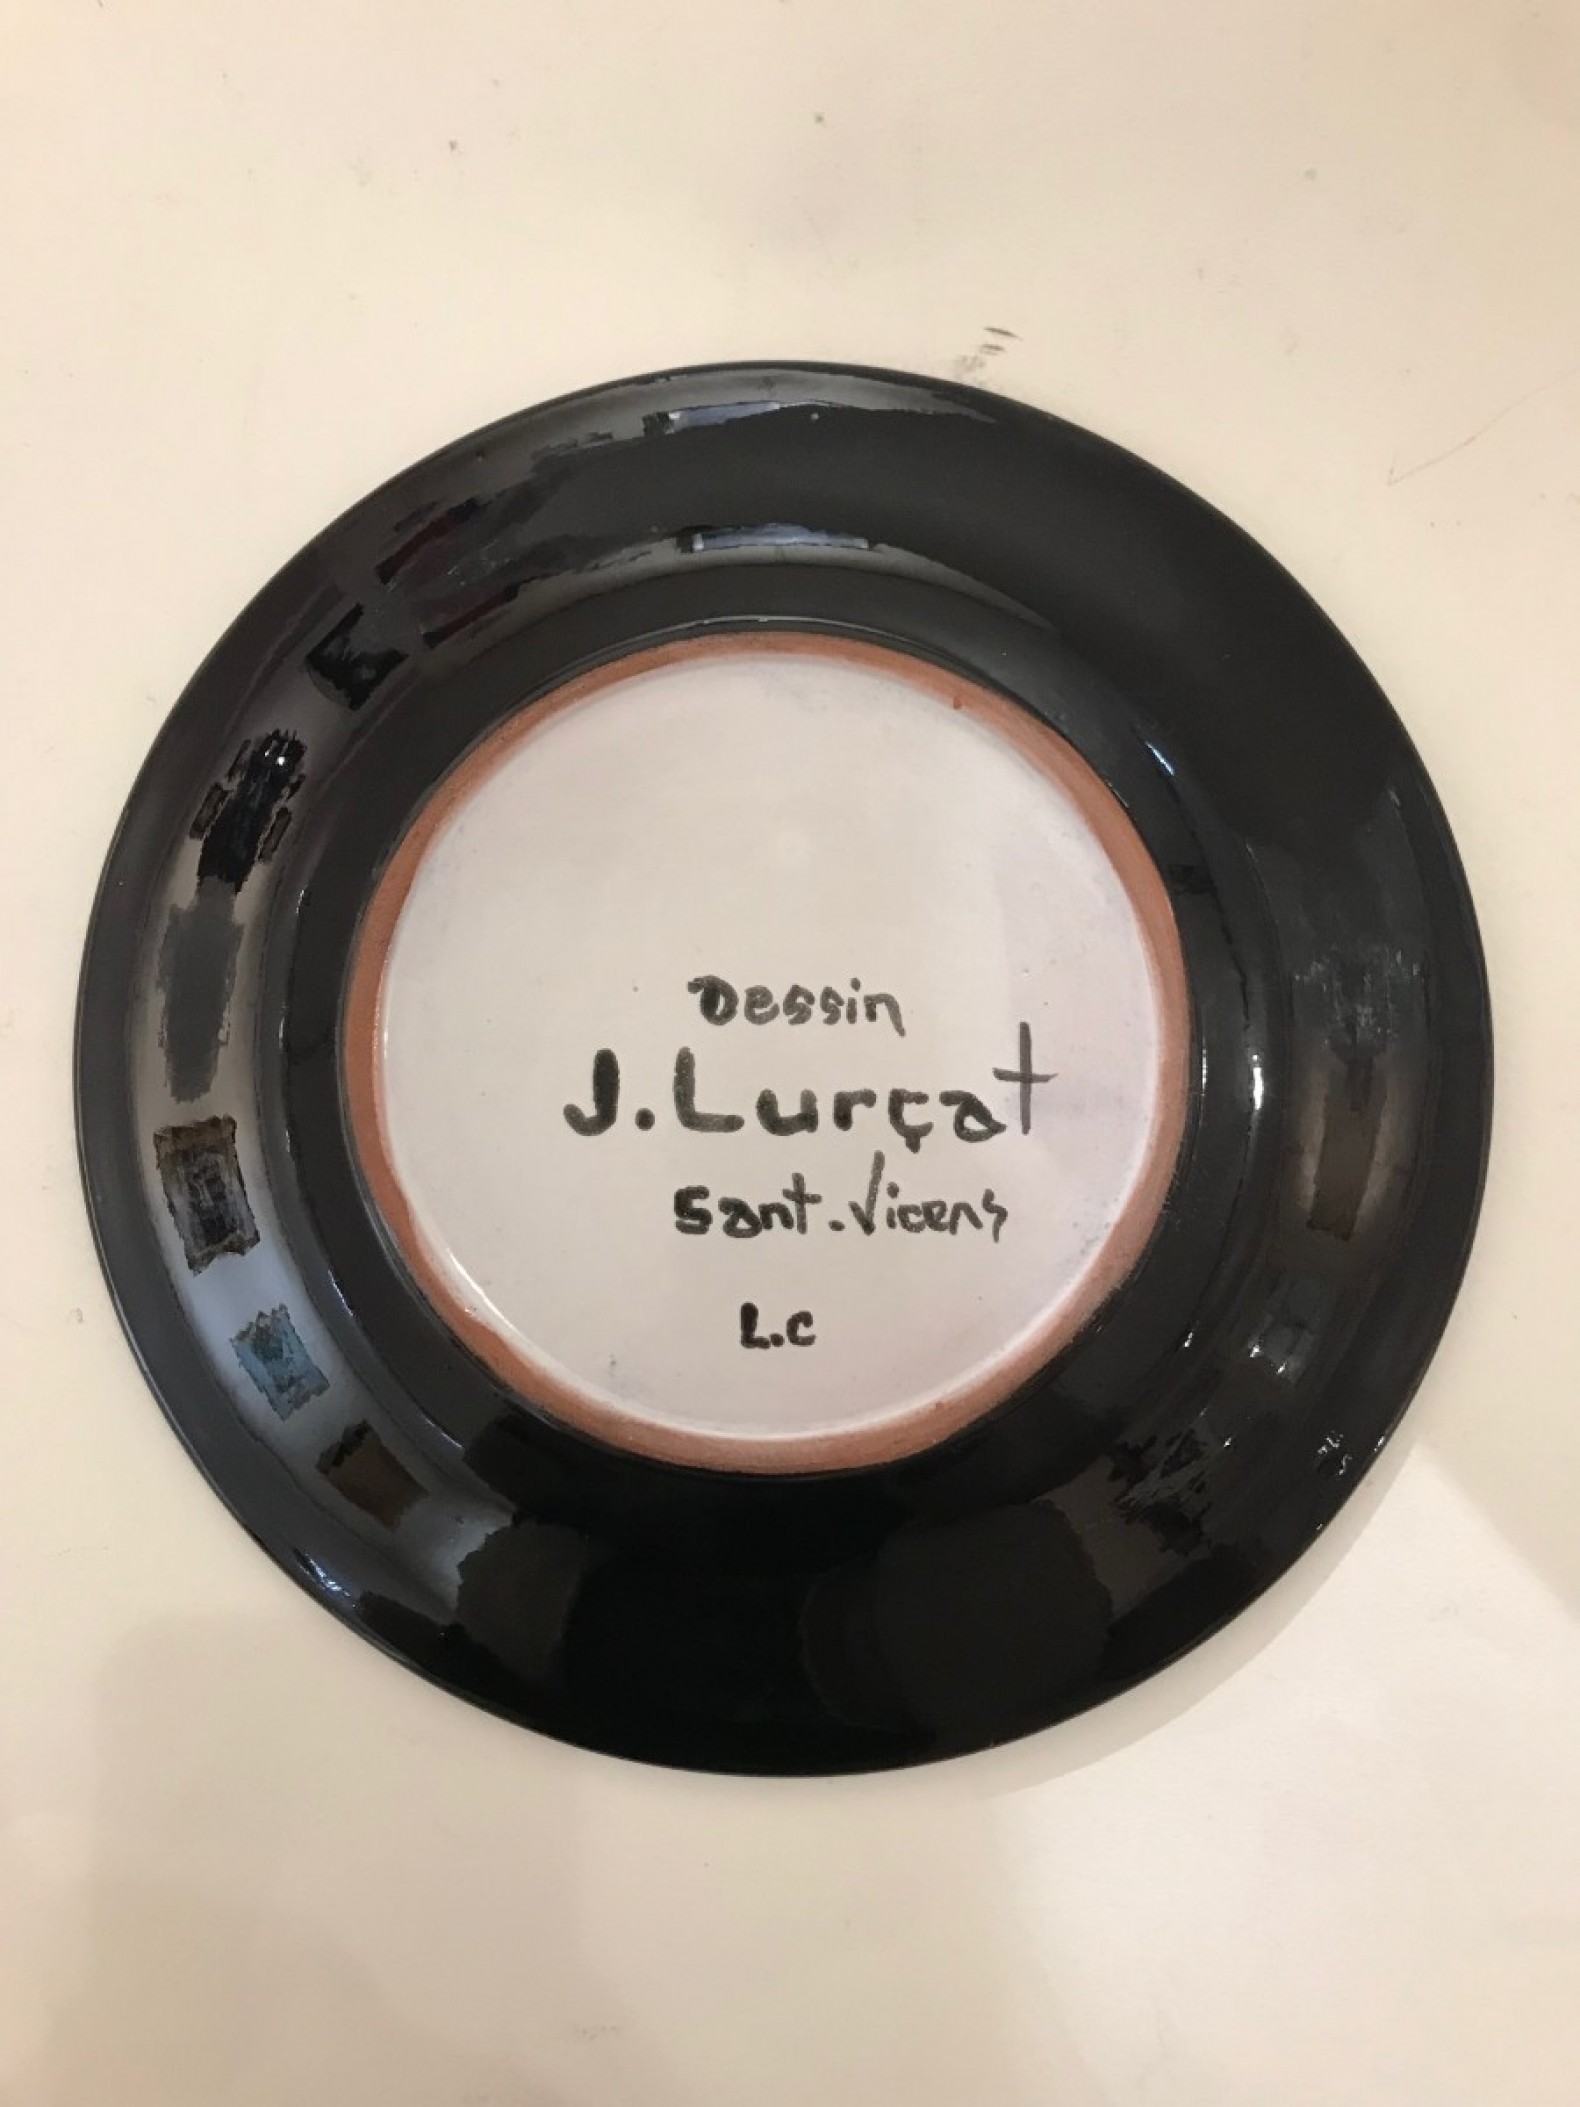 Dessin
J. Lurçat
Sant. Vicens
L.C